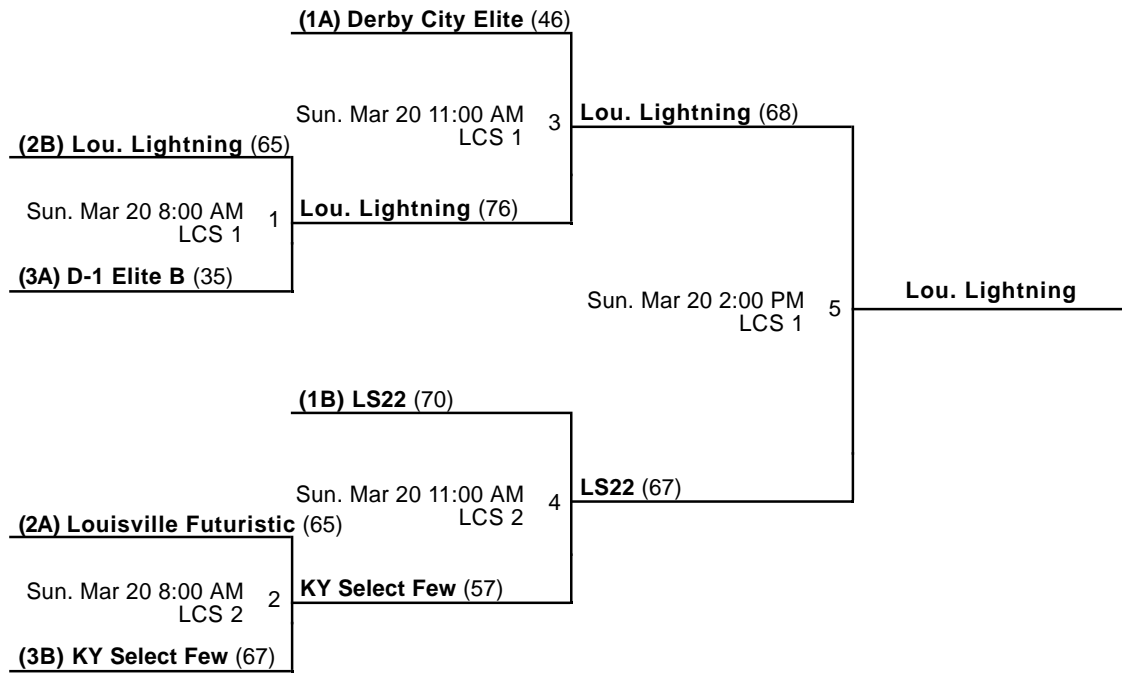 (1A) Derby City Elite (46)
Sun. Mar 20 11:00 AM
LCS 1
3
Lou. Lightning (68)
(2B) Lou. Lightning (65)
Sun. Mar 20 8:00 AM
LCS 1
1
Lou. Lightning (76)
(3A) D-1 Elite B (35)
Sun. Mar 20 2:00 PM
LCS 1
5
Lou. Lightning
(1B) LS22 (70)
Sun. Mar 20 11:00 AM
LCS 2
4
LS22 (67)
(2A) Louisville Futuristic (65)
Sun. Mar 20 8:00 AM
LCS 2
2
KY Select Few (57)
(3B) KY Select Few (67)